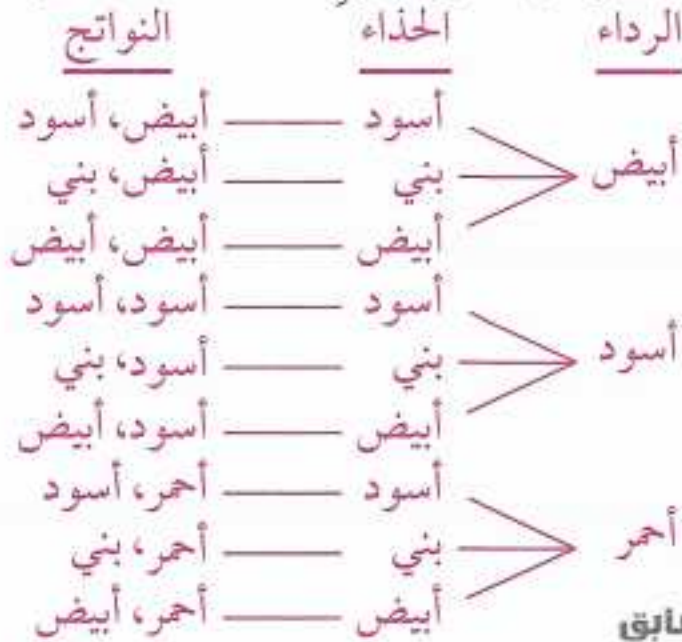 الرداء الحذاء النواتج
أسود أبيض، أسود
أبيض بني أبيض، بني
أبيض أبيض، أبيض
أسود أسود، أسود
أسود بني أسود، بني
أبيض أسود، أبيض
أسود أحمر، أسود
أحمر بني أحمر، بني
أبيض أحمر، أبيض